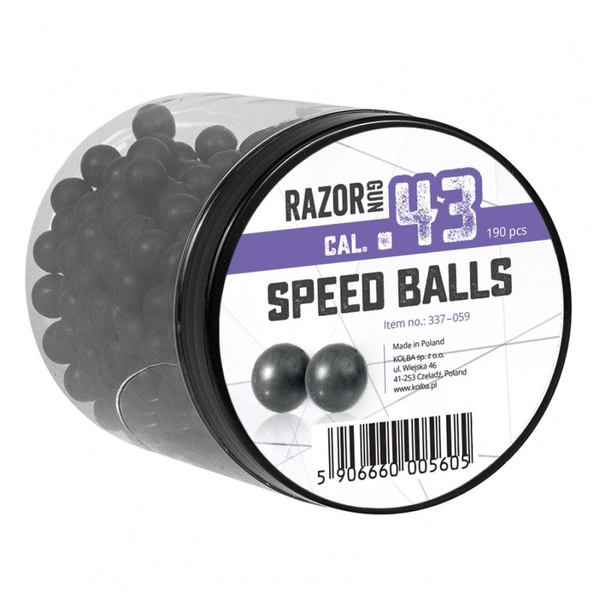 RAZOR GUN .43
CAL. 190 pcs
SPEED BALLS
Item no.: 337-059
Made in Poland
KOLBA sp. z o.o.
ul. Wiejska 46
41-253 Czeladź, Poland
www.kolba.pl
5 906660 005605